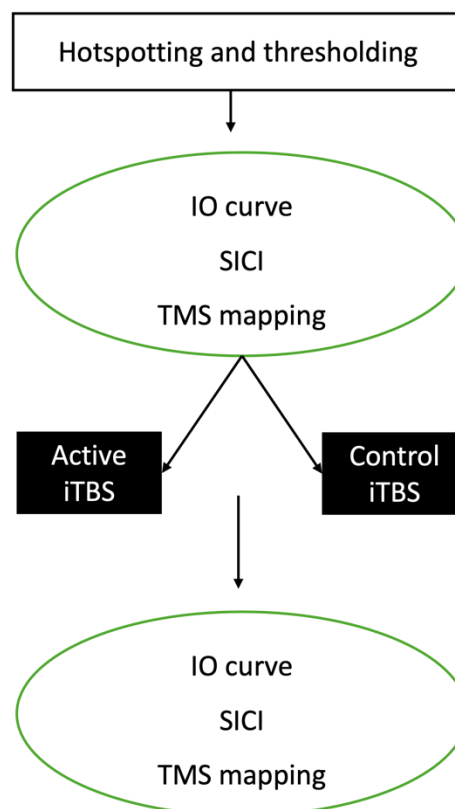 Hotspotting and thresholding
IO curve
SICI
TMS mapping
Active
iTBS
Control
iTBS
IO curve
SICI
TMS mapping